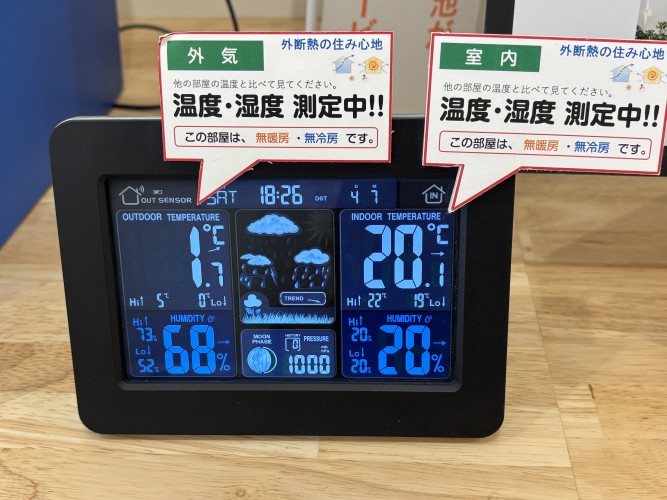 外気
外断熱の住み心地
他の部屋の温度と比べて見てください。
温度・湿度 測定中!!
この部屋は、無暖房・無冷房 です。
室内
外断熱の住み心地
他の部屋の温度と比べて見てください。
温度・湿度 測定中!!
この部屋は、無暖房・無冷房 です。
OUT SENSOR SAT 18:26 DST D 4 M 7 IN
OUTDOOR TEMPERATURE
1.7 ℃
Hi↑ 5℃ 0℃ Lo↓
HUMIDITY
Hi↑ 73%
Lo↓ 52%
68%
TREND
MOON PHASE
HISTORY 0 PRESSURE
1000
INDOOR TEMPERATURE
20.1 ℃
Hi↑ 22℃ 19℃ Lo↓
HUMIDITY
Hi↑ 20%
Lo↓ 20%
20%